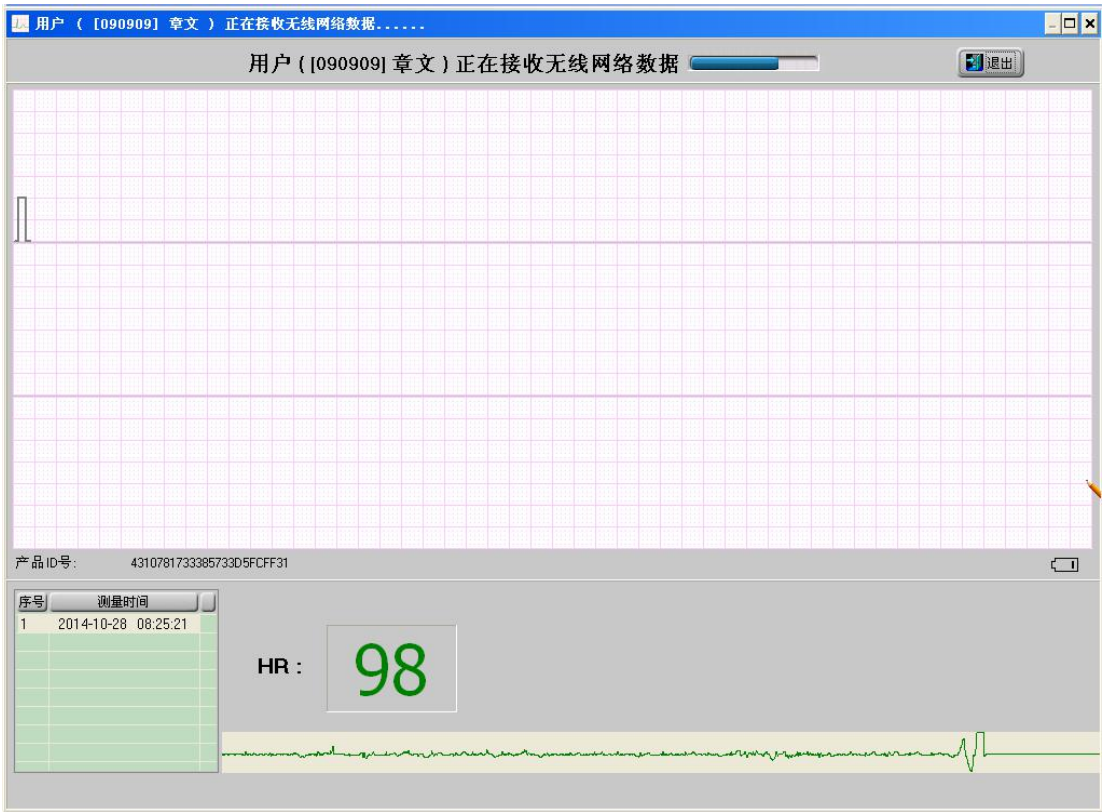 用户 ( [090909] 章文 ) 正在接收无线网络数据......
用户 ( [090909] 章文 ) 正在接收无线网络数据
退出
产品ID号: 4310781733385733D5FCFF31
序号 测量时间
1 2014-10-28 08:25:21
HR : 98